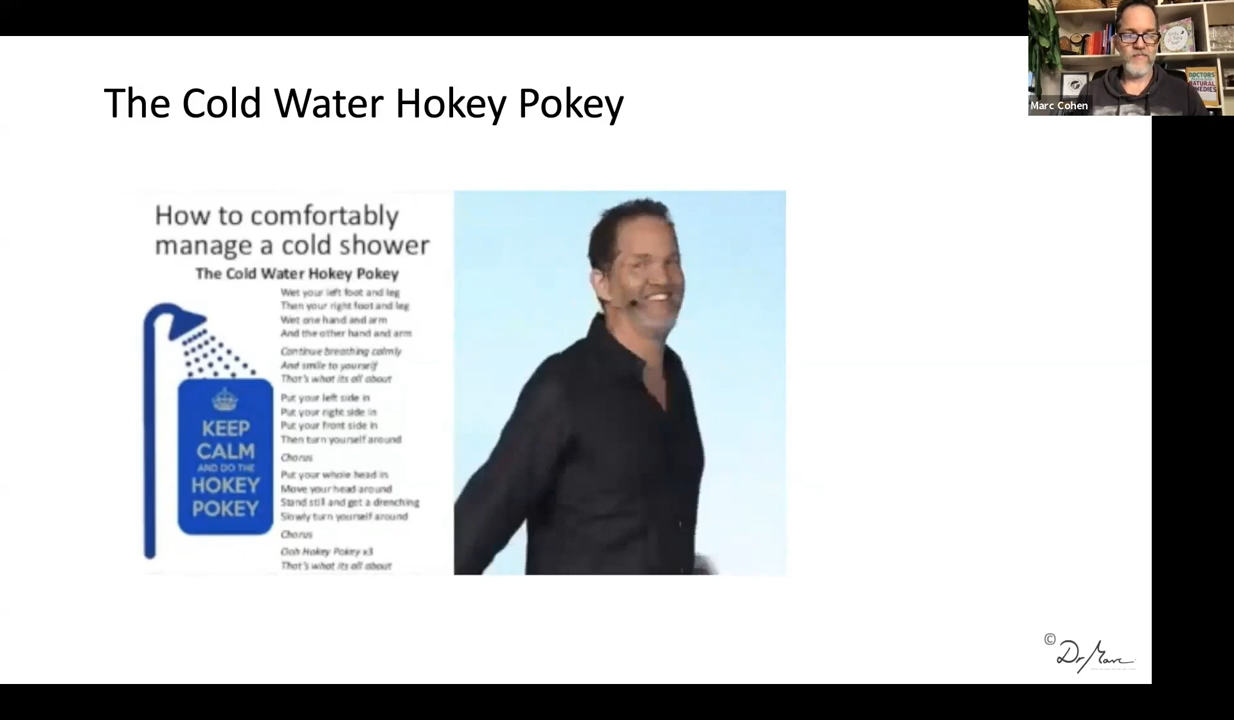 The Cold Water Hokey Pokey
Marc Cohen
DOCTORS
NATURAL
REMEDIES
How to comfortably
manage a cold shower
The Cold Water Hokey Pokey
Wet your left foot and leg
Then your right foot and leg
Wet one hand and arm
And the other hand and arm
Continue breathing calmly
And smile to yourself
That's what its all about
Put your left side in
Put your right side in
Put your front side in
Then turn yourself around
Chorus
Put your whole head in
Move your head around
Stand still and get a drenching
Slowly turn yourself around
Chorus
Ooh Hokey Pokey x3
That's what its all about
KEEP
CALM
AND DO THE
HOKEY
POKEY
© Dr Marc